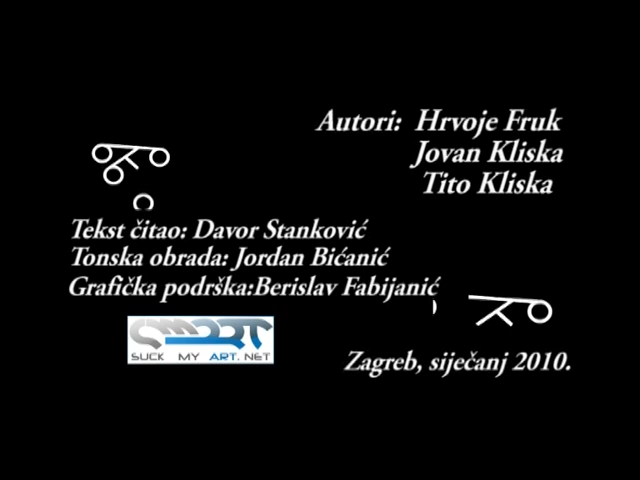 Autori: Hrvoje Fruk
Jovan Kliska
Tito Kliska
Tekst čitao: Davor Stanković
Tonska obrada: Jordan Bićanić
Grafička podrška:Berislav Fabijanić
SMART
SUCK MY ART.NET
Zagreb, siječanj 2010.